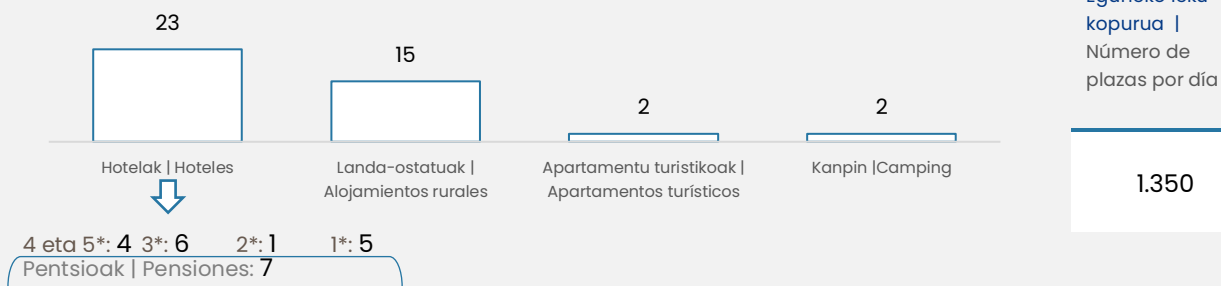 23
15
2
2
Hotelak | Hoteles
Landa-ostatuak |
Alojamientos rurales
Apartamentu turistikoak |
Apartamentos turísticos
Kanpin |Camping
4 eta 5*: 4 3*: 6 2*: 1 1*: 5
Pentsioak | Pensiones: 7
kopurua |
Número de
plazas por día
1.350